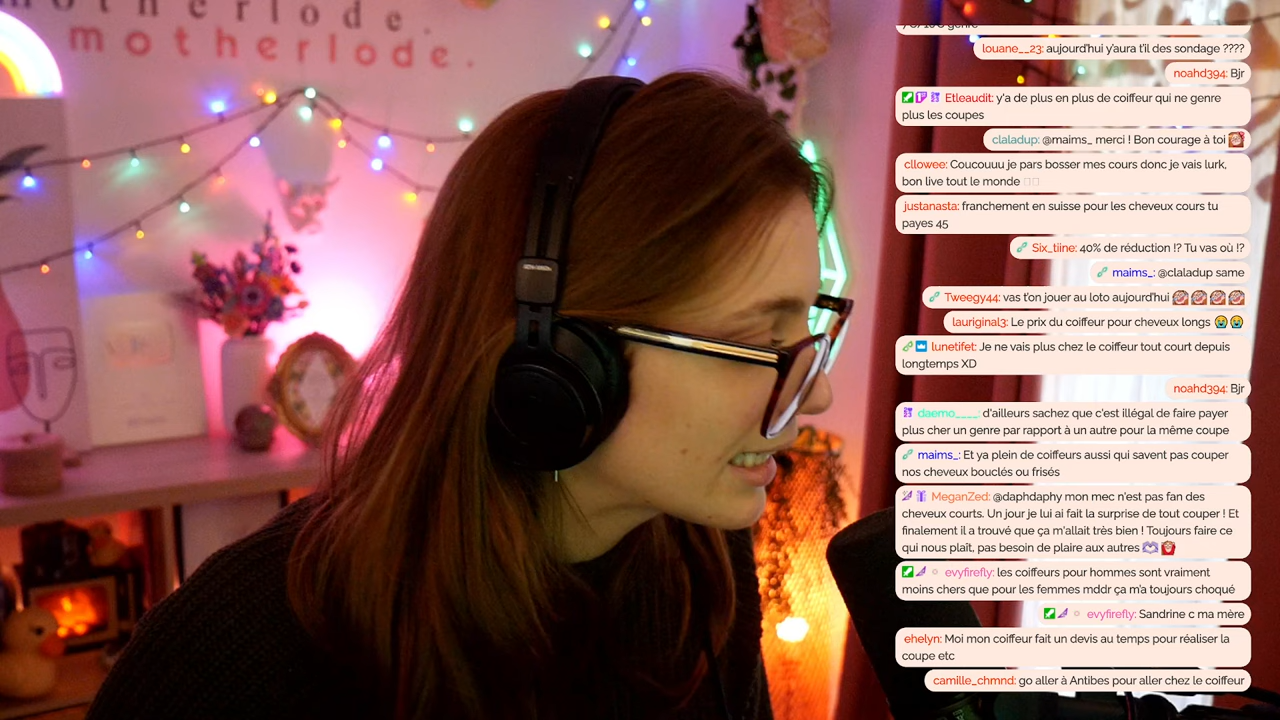 motherlode.
motherlode.
louane__23: aujourd'hui y'aura t'il des sondage ????
noahd394: Bjr
Etleaudit: y'a de plus en plus de coiffeur qui ne genre
plus les coupes
claladup: @maims_ merci ! Bon courage à toi
cllowee: Coucouuu je pars bosser mes cours donc je vais lurk,
bon live tout le monde
justanasta: franchement en suisse pour les cheveux cours tu
payes 45
Six_tiine: 40% de réduction !? Tu vas où !?
maims_: @claladup same
Tweegy44: vas t'on jouer au loto aujourd'hui
lauriginal3: Le prix du coiffeur pour cheveux longs 😭😭
lunetifet: Je ne vais plus chez le coiffeur tout court depuis
longtemps XD
noahd394: Bjr
daemo____: d'ailleurs sachez que c'est illégal de faire payer
plus cher un genre par rapport à un autre pour la même coupe
maims_: Et ya plein de coiffeurs aussi qui savent pas couper
nos cheveux bouclés ou frisés
MeganZed: @daphdaphy mon mec n'est pas fan des
cheveux courts. Un jour je lui ai fait la surprise de tout couper ! Et
finalement il a trouvé que ça m'allait très bien ! Toujours faire ce
qui nous plaît, pas besoin de plaire aux autres
evyfirefly: les coiffeurs pour hommes sont vraiment
moins chers que pour les femmes mddr ça m'a toujours choqué
evyfirefly: Sandrine c ma mère
ehelyn: Moi mon coiffeur fait un devis au temps pour réaliser la
coupe etc
camille_chmnd: go aller à Antibes pour aller chez le coiffeur